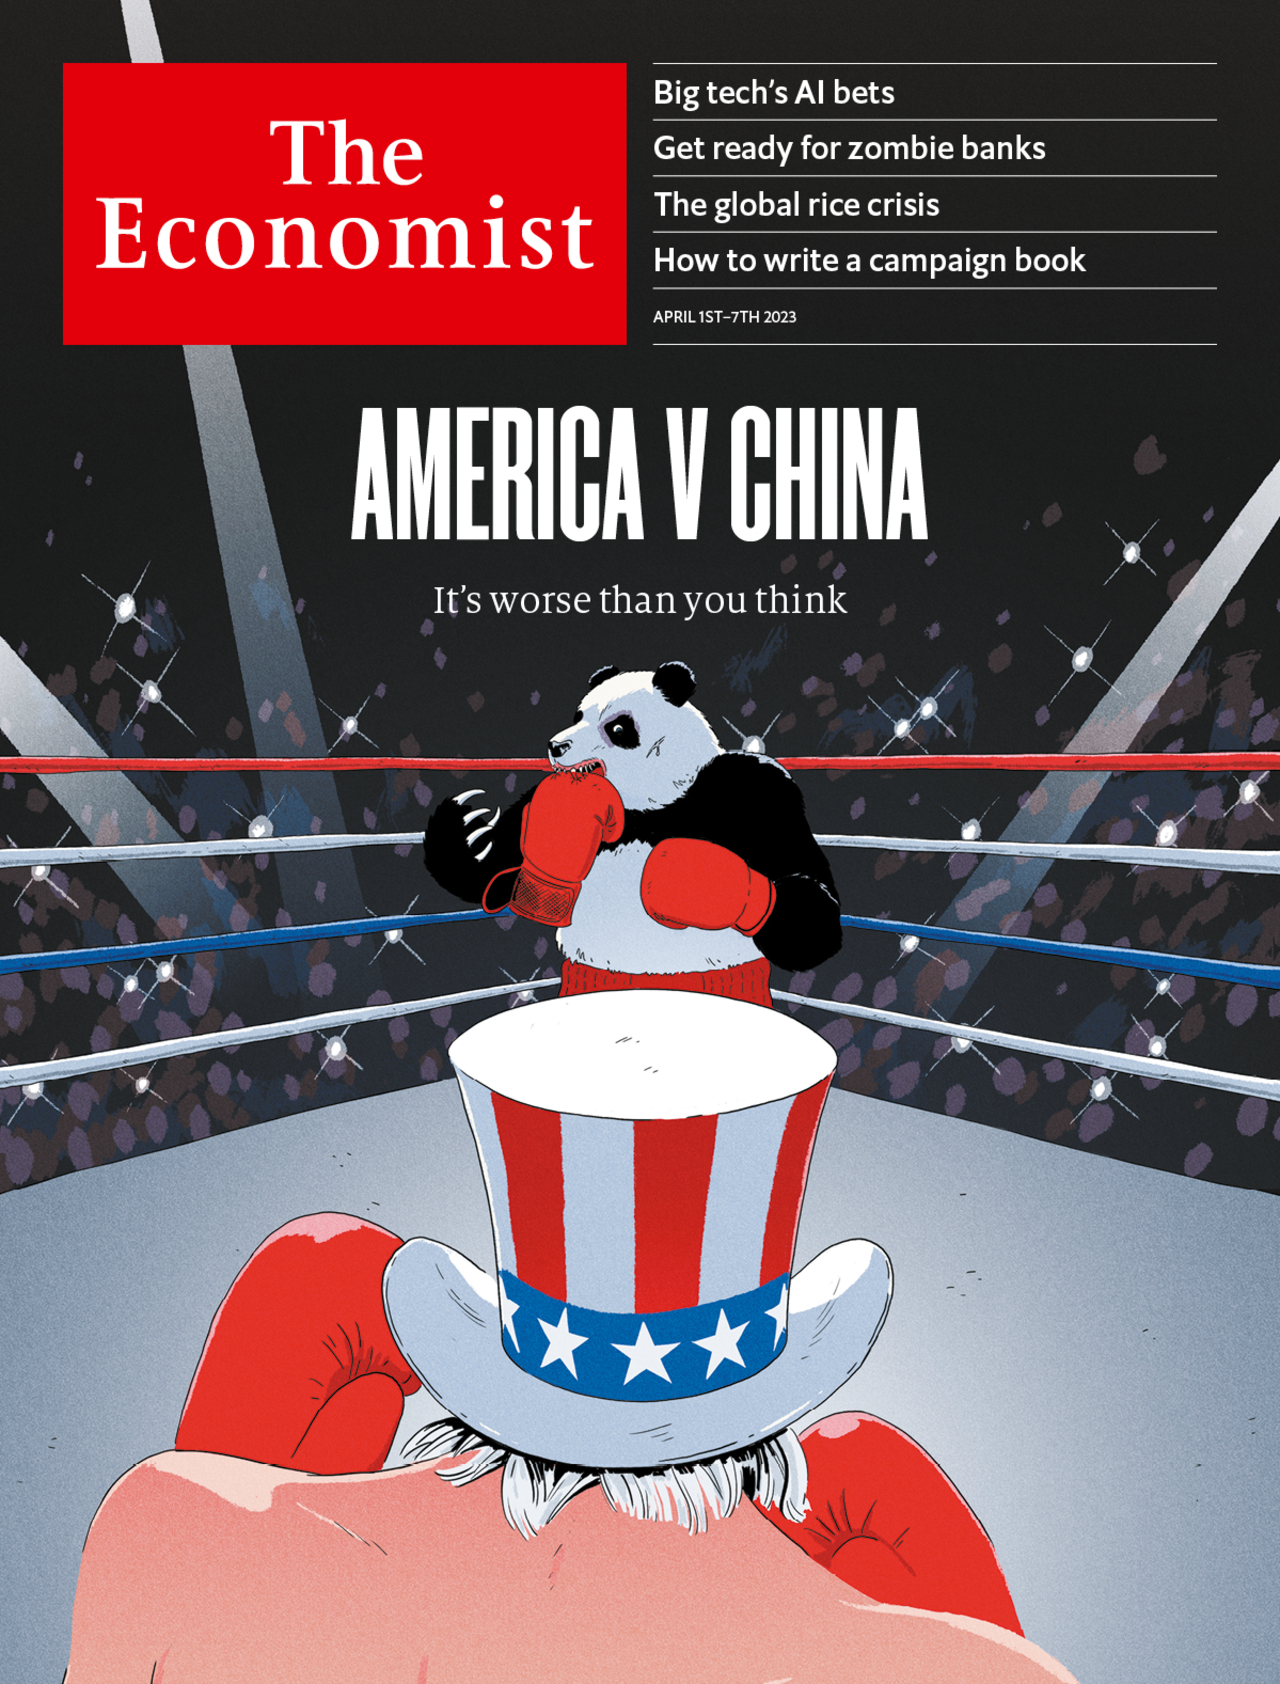 The
Economist
Big tech's AI bets
Get ready for zombie banks
The global rice crisis
How to write a campaign book
APRIL 1ST–7TH 2023
AMERICA V CHINA
It's worse than you think